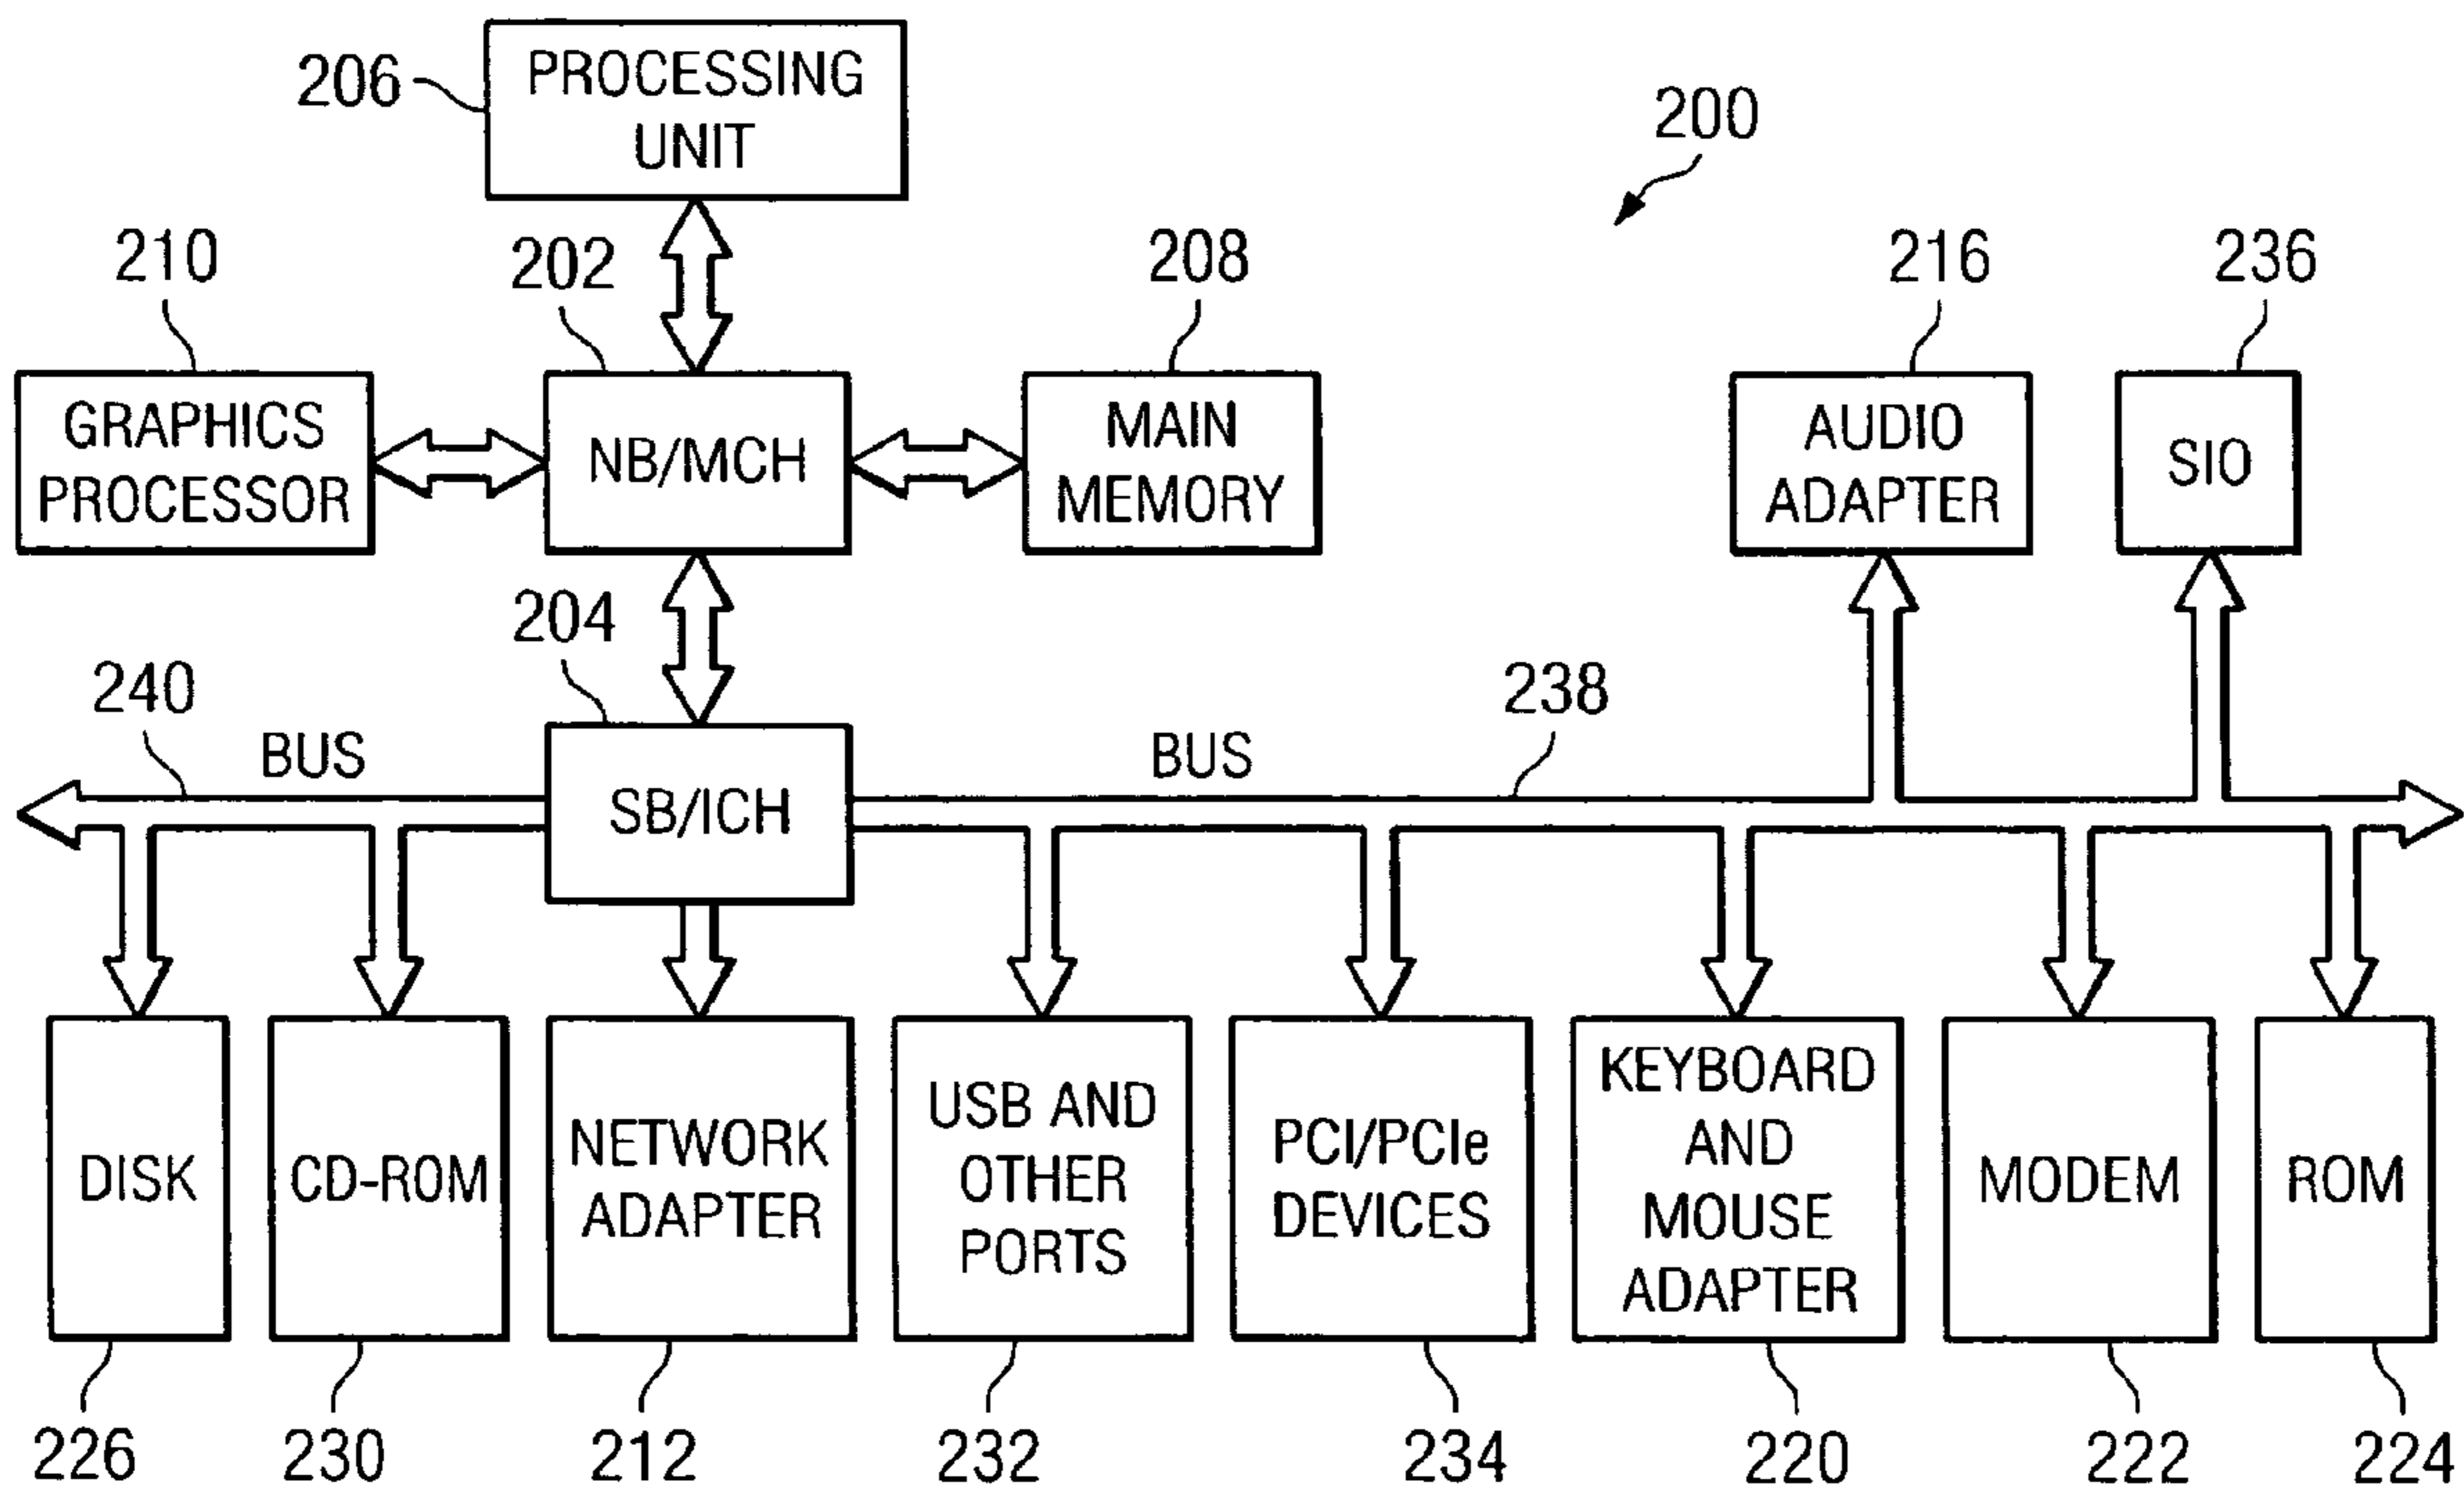 206
PROCESSING
UNIT
200
210
202
208
216
236
GRAPHICS
PROCESSOR
NB/MCH
MAIN
MEMORY
AUDIO
ADAPTER
SIO
204
240
BUS
SB/ICH
BUS
238
DISK
CD-ROM
NETWORK
ADAPTER
USB AND
OTHER
PORTS
PCI/PCIe
DEVICES
KEYBOARD
AND
MOUSE
ADAPTER
MODEM
ROM
226
230
212
232
234
220
222
224